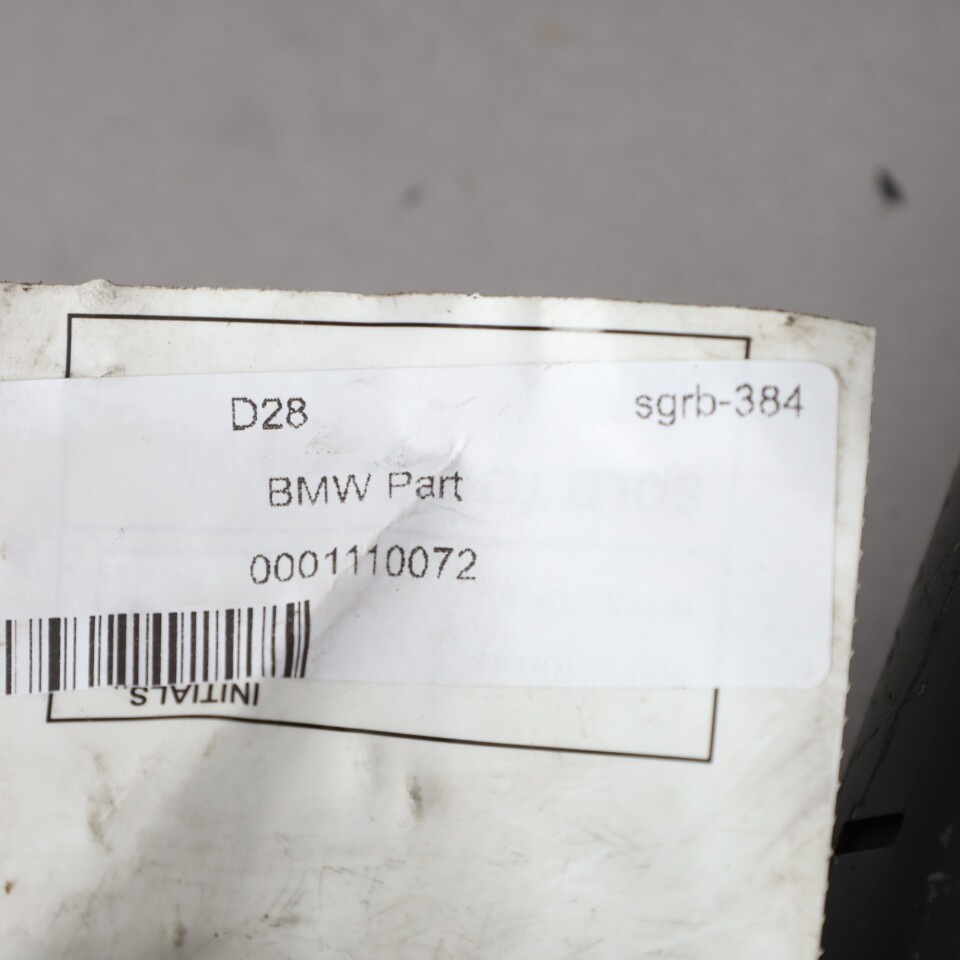 D28 sgrb-384
BMW Part
0001110072
INITIALS